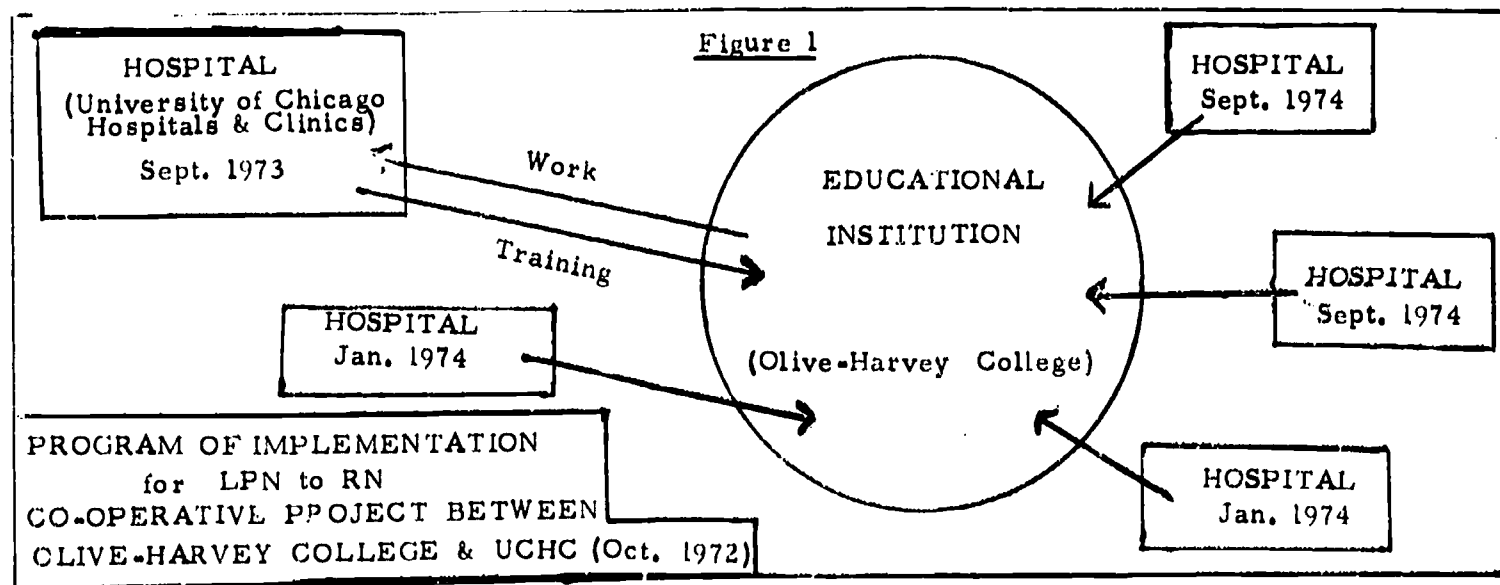 Figure 1
HOSPITAL
(University of Chicago
Hospitals & Clinics)
Sept. 1973
Work
Training
HOSPITAL
Jan. 1974
EDUCATIONAL
INSTITUTION
(Olive-Harvey College)
HOSPITAL
Sept. 1974
HOSPITAL
Sept. 1974
HOSPITAL
Jan. 1974
PROGRAM OF IMPLEMENTATION
for LPN to RN
CO-OPERATIVE PROJECT BETWEEN
OLIVE-HARVEY COLLEGE & UCHC (Oct. 1972)